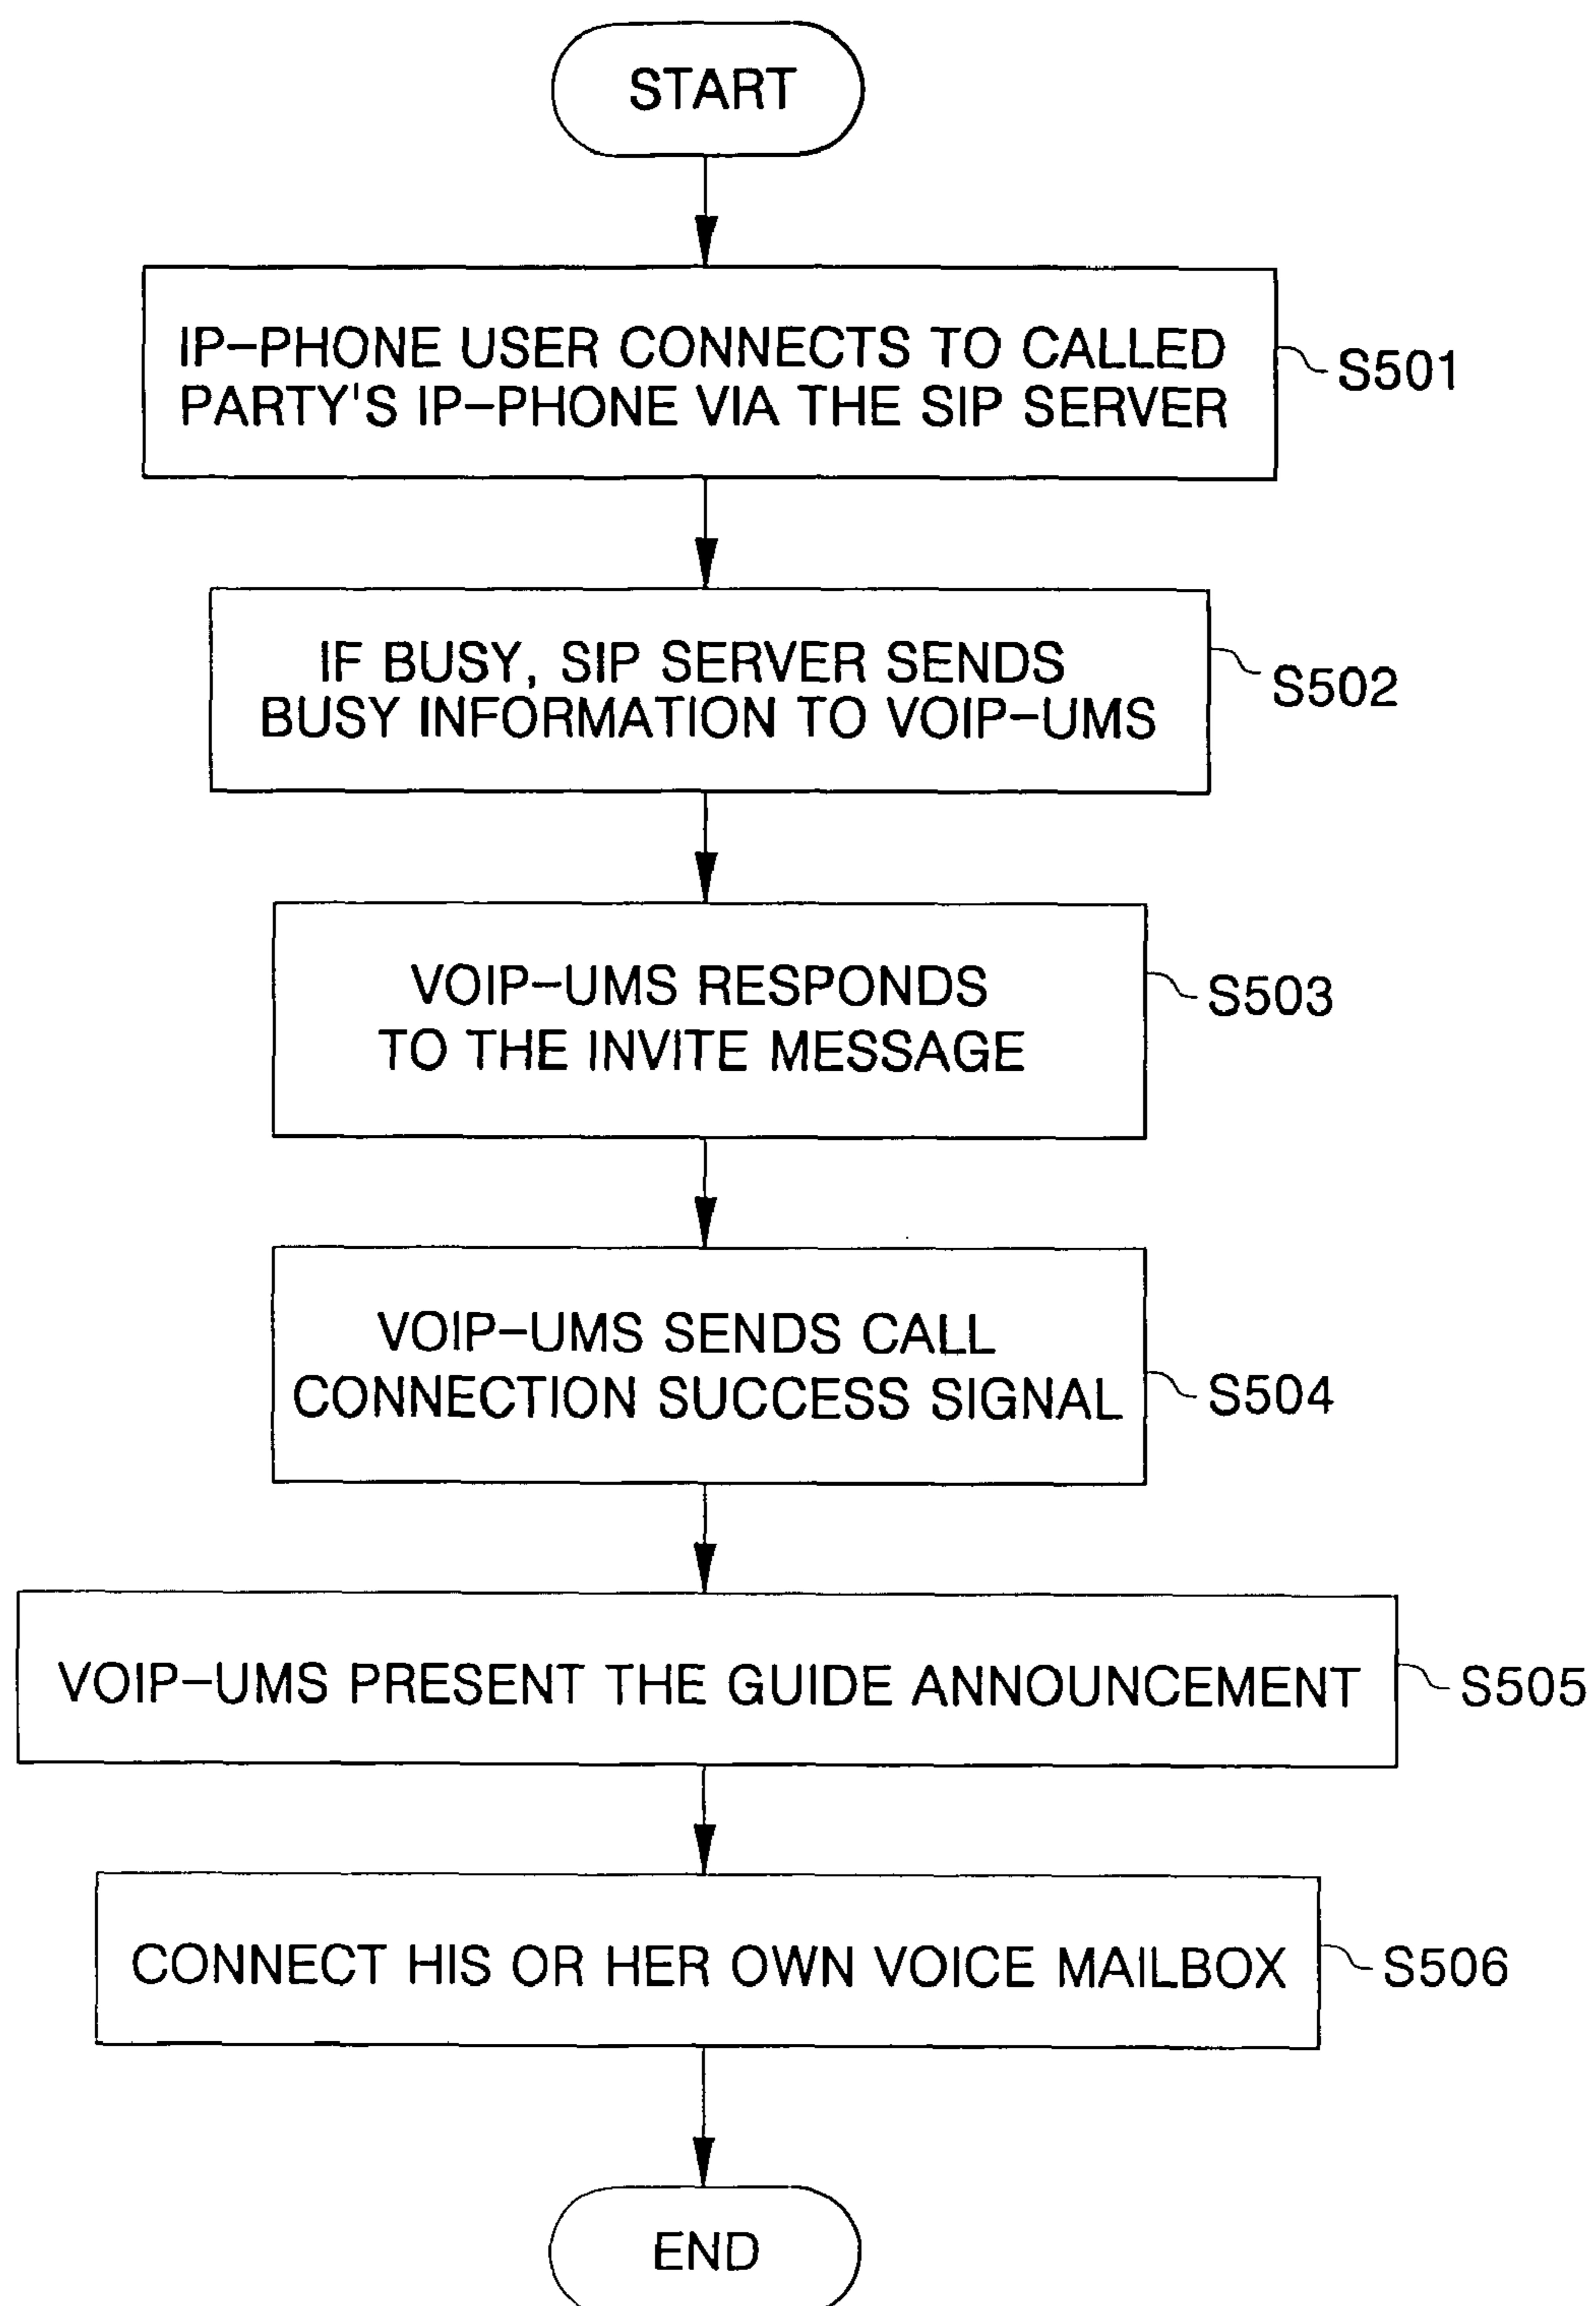 START
IP-PHONE USER CONNECTS TO CALLED
PARTY'S IP-PHONE VIA THE SIP SERVER
S501
IF BUSY, SIP SERVER SENDS
BUSY INFORMATION TO VOIP-UMS
S502
VOIP-UMS RESPONDS
TO THE INVITE MESSAGE
S503
VOIP-UMS SENDS CALL
CONNECTION SUCCESS SIGNAL
S504
VOIP-UMS PRESENT THE GUIDE ANNOUNCEMENT
S505
CONNECT HIS OR HER OWN VOICE MAILBOX
S506
END